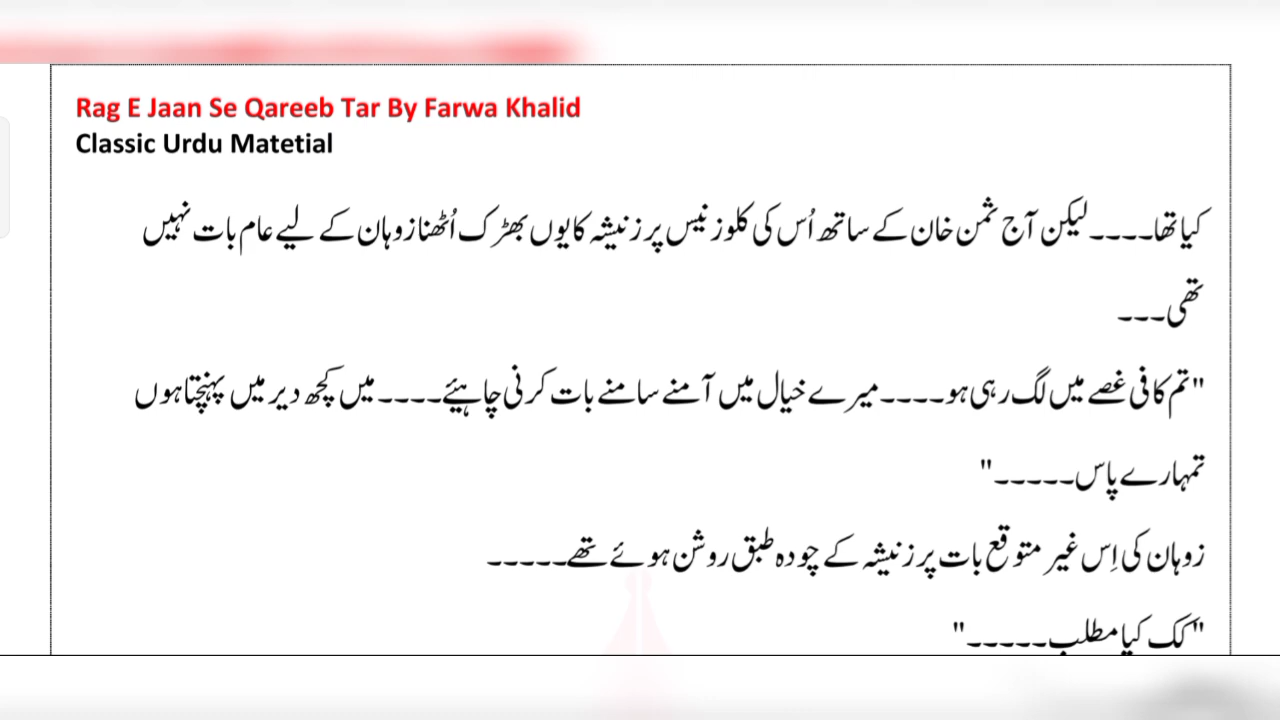 Rag E Jaan Se Qareeb Tar By Farwa Khalid
Classic Urdu Matetial
کیا تھا۔۔۔۔ لیکن آج ثمن خان کے ساتھ اُس کی کلوزنیس پر زنیشہ کا یوں بھڑک اُٹھنا زوہان کے لیے عام بات نہیں
تھی۔۔۔
"تم کافی غصے میں لگ رہی ہو۔۔۔۔ میرے خیال میں آمنے سامنے بات کرنی چاہیئے۔۔۔۔ میں کچھ دیر میں پہنچتا ہوں
تمہارے پاس۔۔۔۔۔"
زوہان کی اِس غیر متوقع بات پر زنیشہ کے چودہ طبق روشن ہوئے تھے۔۔۔۔۔
"کک کیا مطلب۔۔۔۔۔"